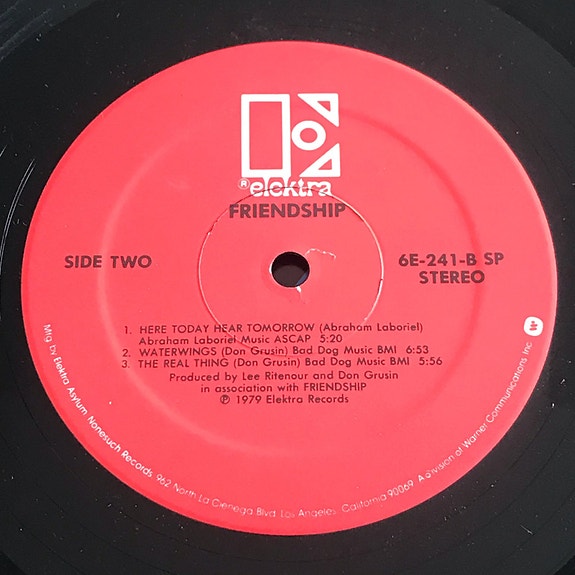 ® elektra
FRIENDSHIP
SIDE TWO
6E-241-B SP
STEREO
1. HERE TODAY HEAR TOMORROW (Abraham Laboriel)
Abraham Laboriel Music ASCAP 5:20
2. WATERWINGS (Don Grusin) Bad Dog Music BMI 6:53
3. THE REAL THING (Don Grusin) Bad Dog Music BMI 5:56
Produced by Lee Ritenour and Don Grusin
in association with FRIENDSHIP
℗ 1979 Elektra Records
Mfg by Elektra Asylum Nonesuch Records 962 North La Cienega Blvd. Los Angeles, California 90069 A Division of Warner Communications Inc